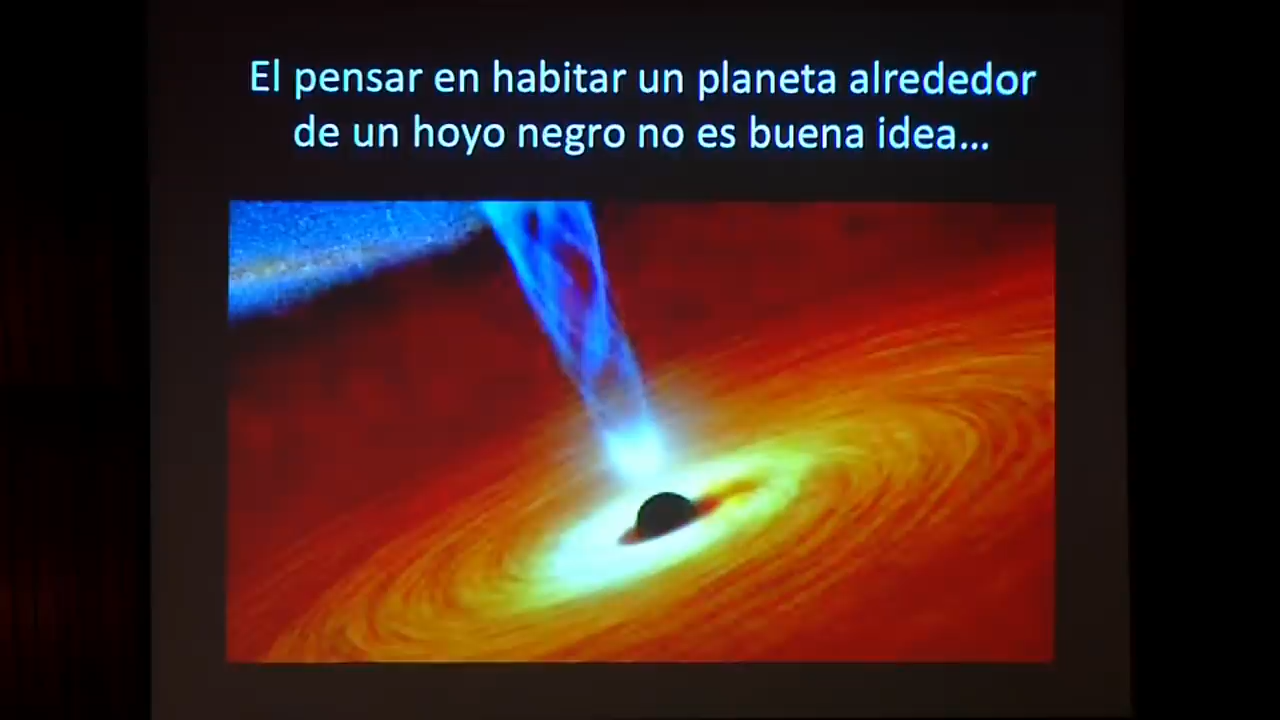 El pensar en habitar un planeta alrededor
de un hoyo negro no es buena idea...